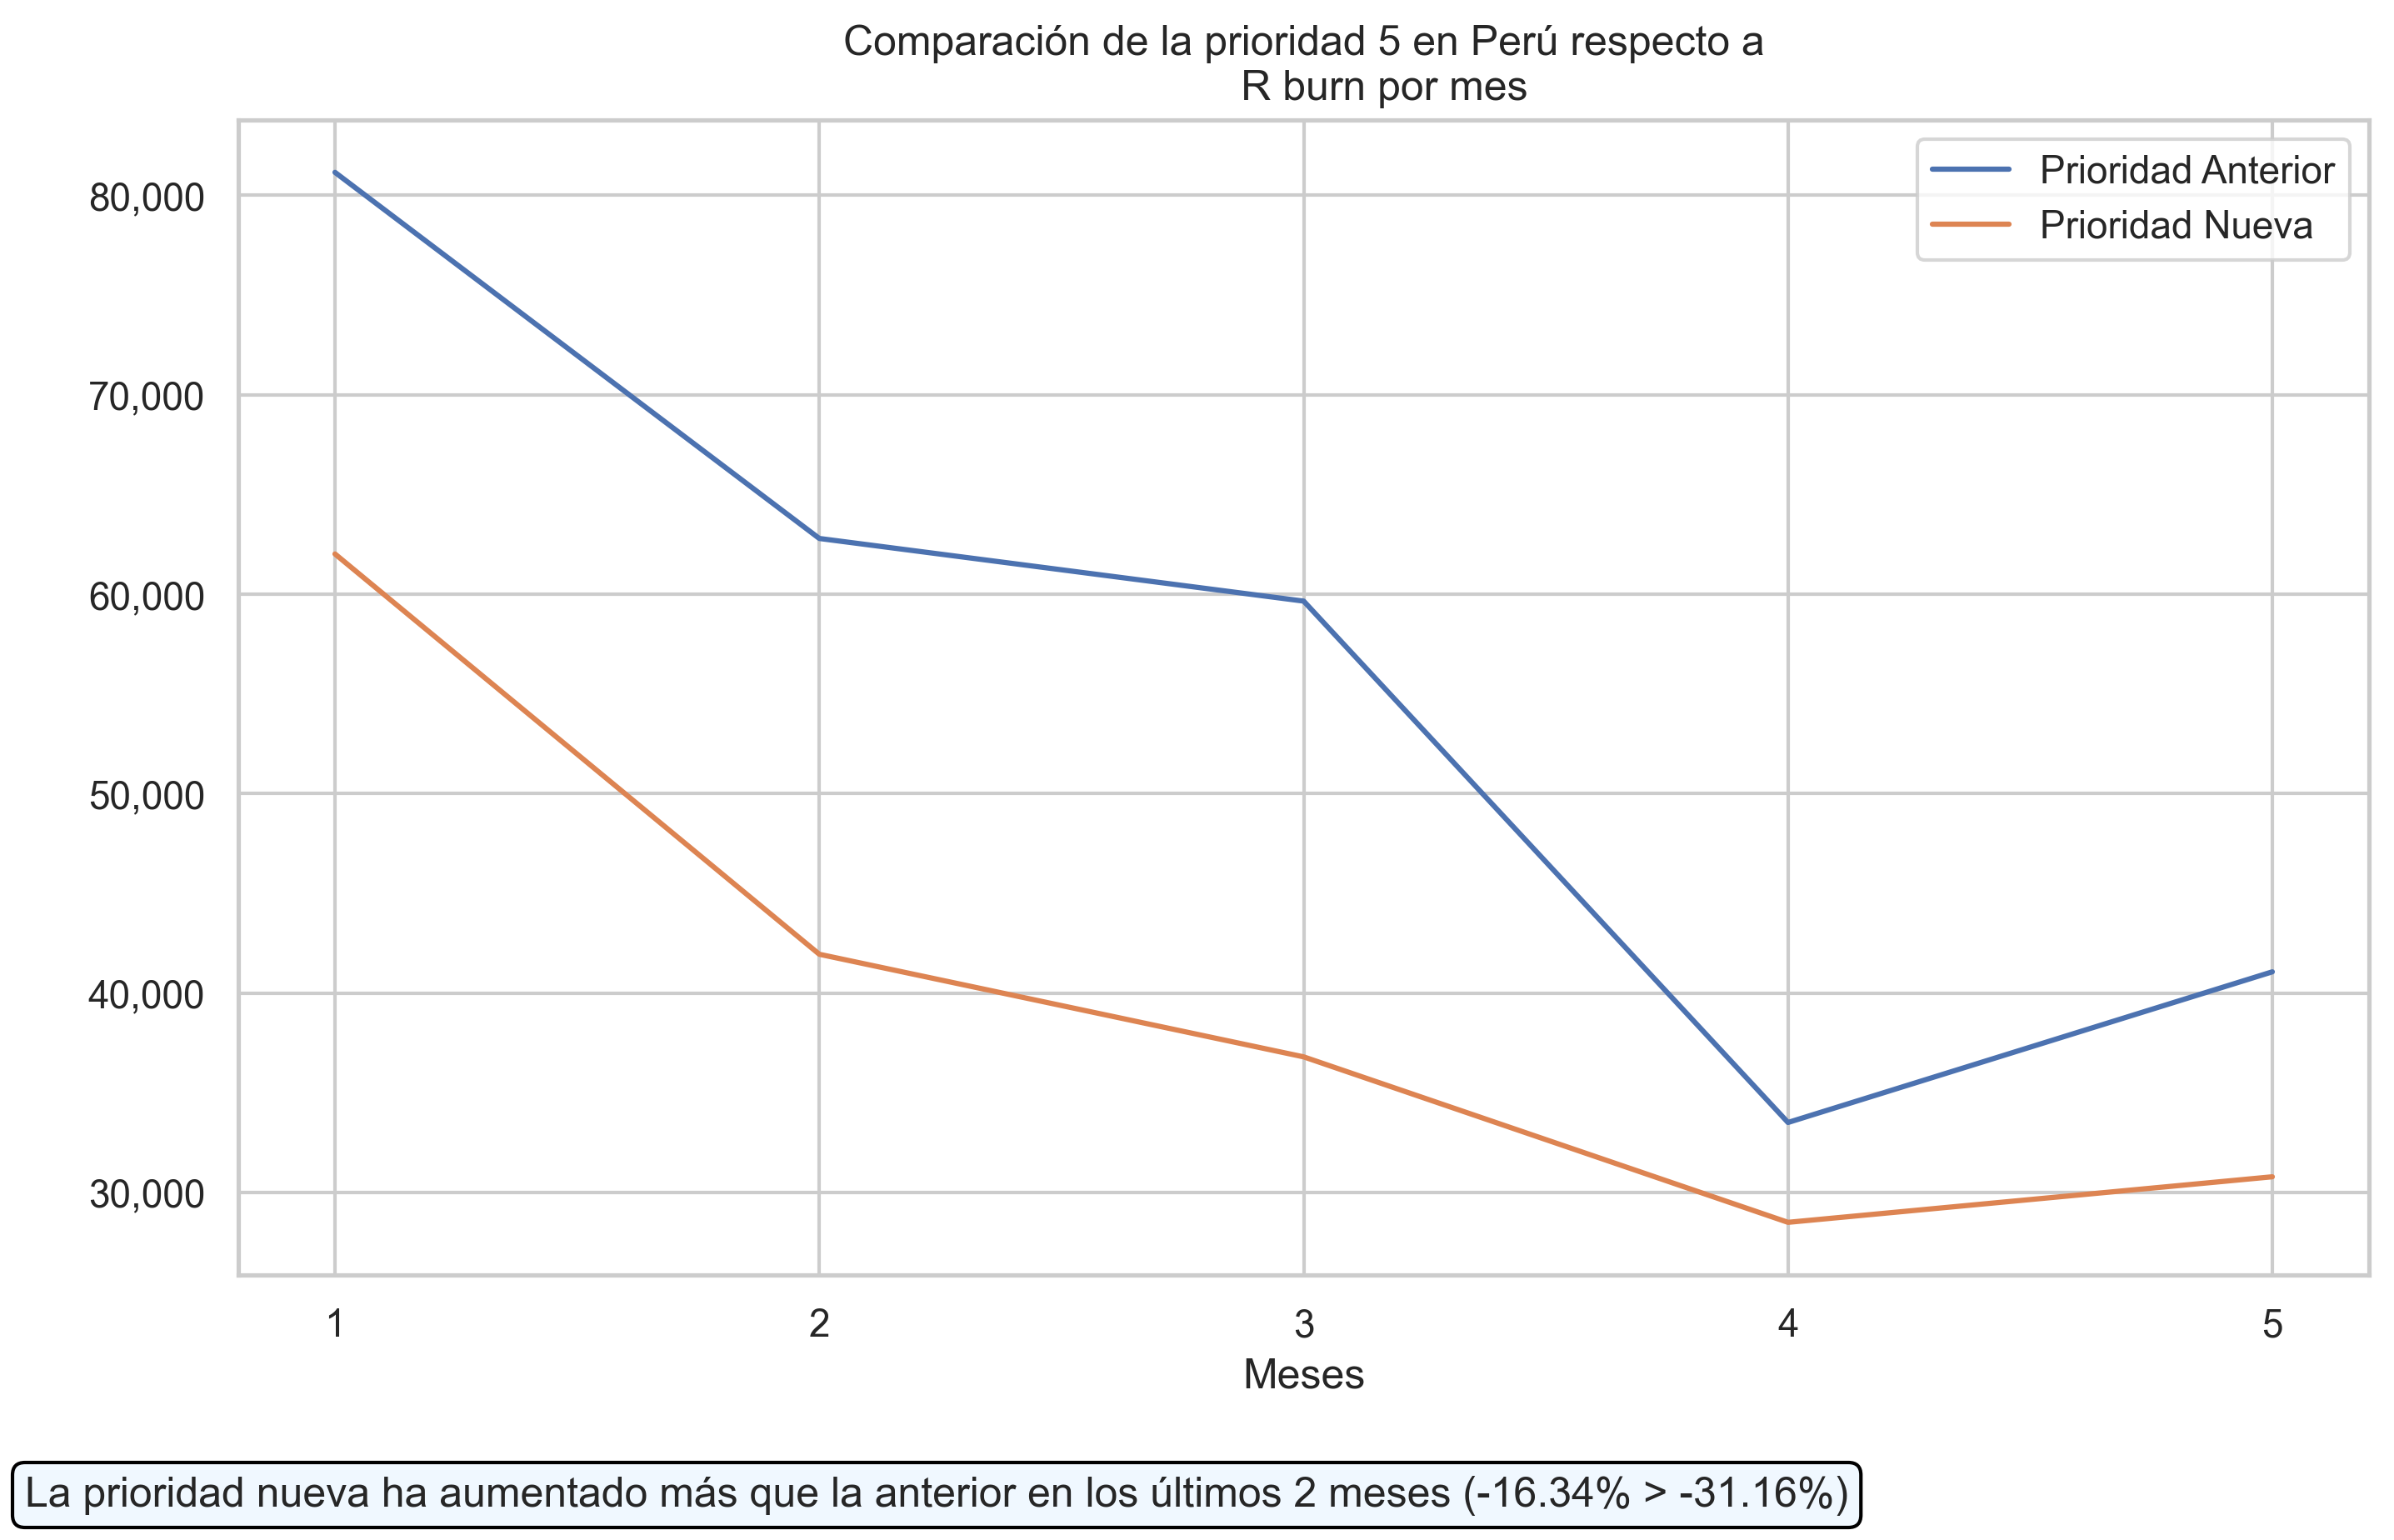 Comparación de la prioridad 5 en Perú respecto a
R burn por mes
Prioridad Anterior
Prioridad Nueva
80,000
70,000
60,000
50,000
40,000
30,000
1 2 3 4 5
Meses
La prioridad nueva ha aumentado más que la anterior en los últimos 2 meses (-16.34% > -31.16%)